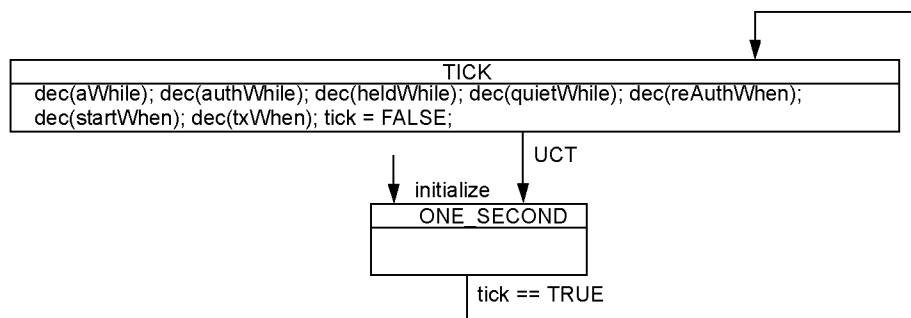 TICK
dec(aWhile); dec(authWhile); dec(heldWhile); dec(quietWhile); dec(reAuthWhen);
dec(startWhen); dec(txWhen); tick = FALSE;
UCT
initialize
ONE_SECOND
tick == TRUE